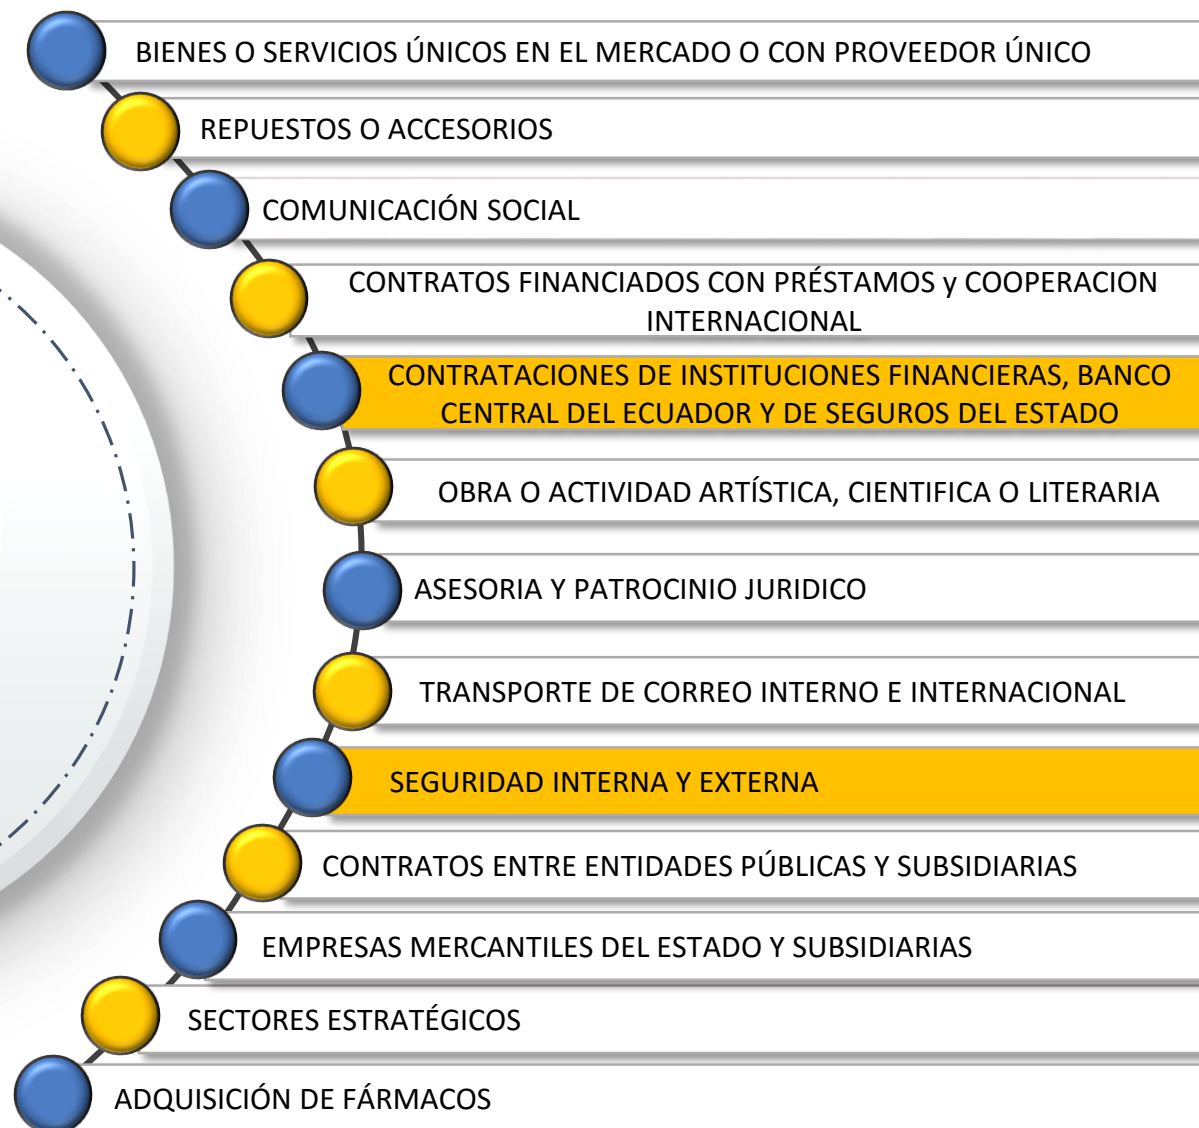 BIENES O SERVICIOS ÚNICOS EN EL MERCADO O CON PROVEEDOR ÚNICO
REPUESTOS O ACCESORIOS
COMUNICACIÓN SOCIAL
CONTRATOS FINANCIADOS CON PRÉSTAMOS y COOPERACION
INTERNACIONAL
CONTRATACIONES DE INSTITUCIONES FINANCIERAS, BANCO
CENTRAL DEL ECUADOR Y DE SEGUROS DEL ESTADO
OBRA O ACTIVIDAD ARTÍSTICA, CIENTIFICA O LITERARIA
ASESORIA Y PATROCINIO JURIDICO
TRANSPORTE DE CORREO INTERNO E INTERNACIONAL
SEGURIDAD INTERNA Y EXTERNA
CONTRATOS ENTRE ENTIDADES PÚBLICAS Y SUBSIDIARIAS
EMPRESAS MERCANTILES DEL ESTADO Y SUBSIDIARIAS
SECTORES ESTRATÉGICOS
ADQUISICIÓN DE FÁRMACOS